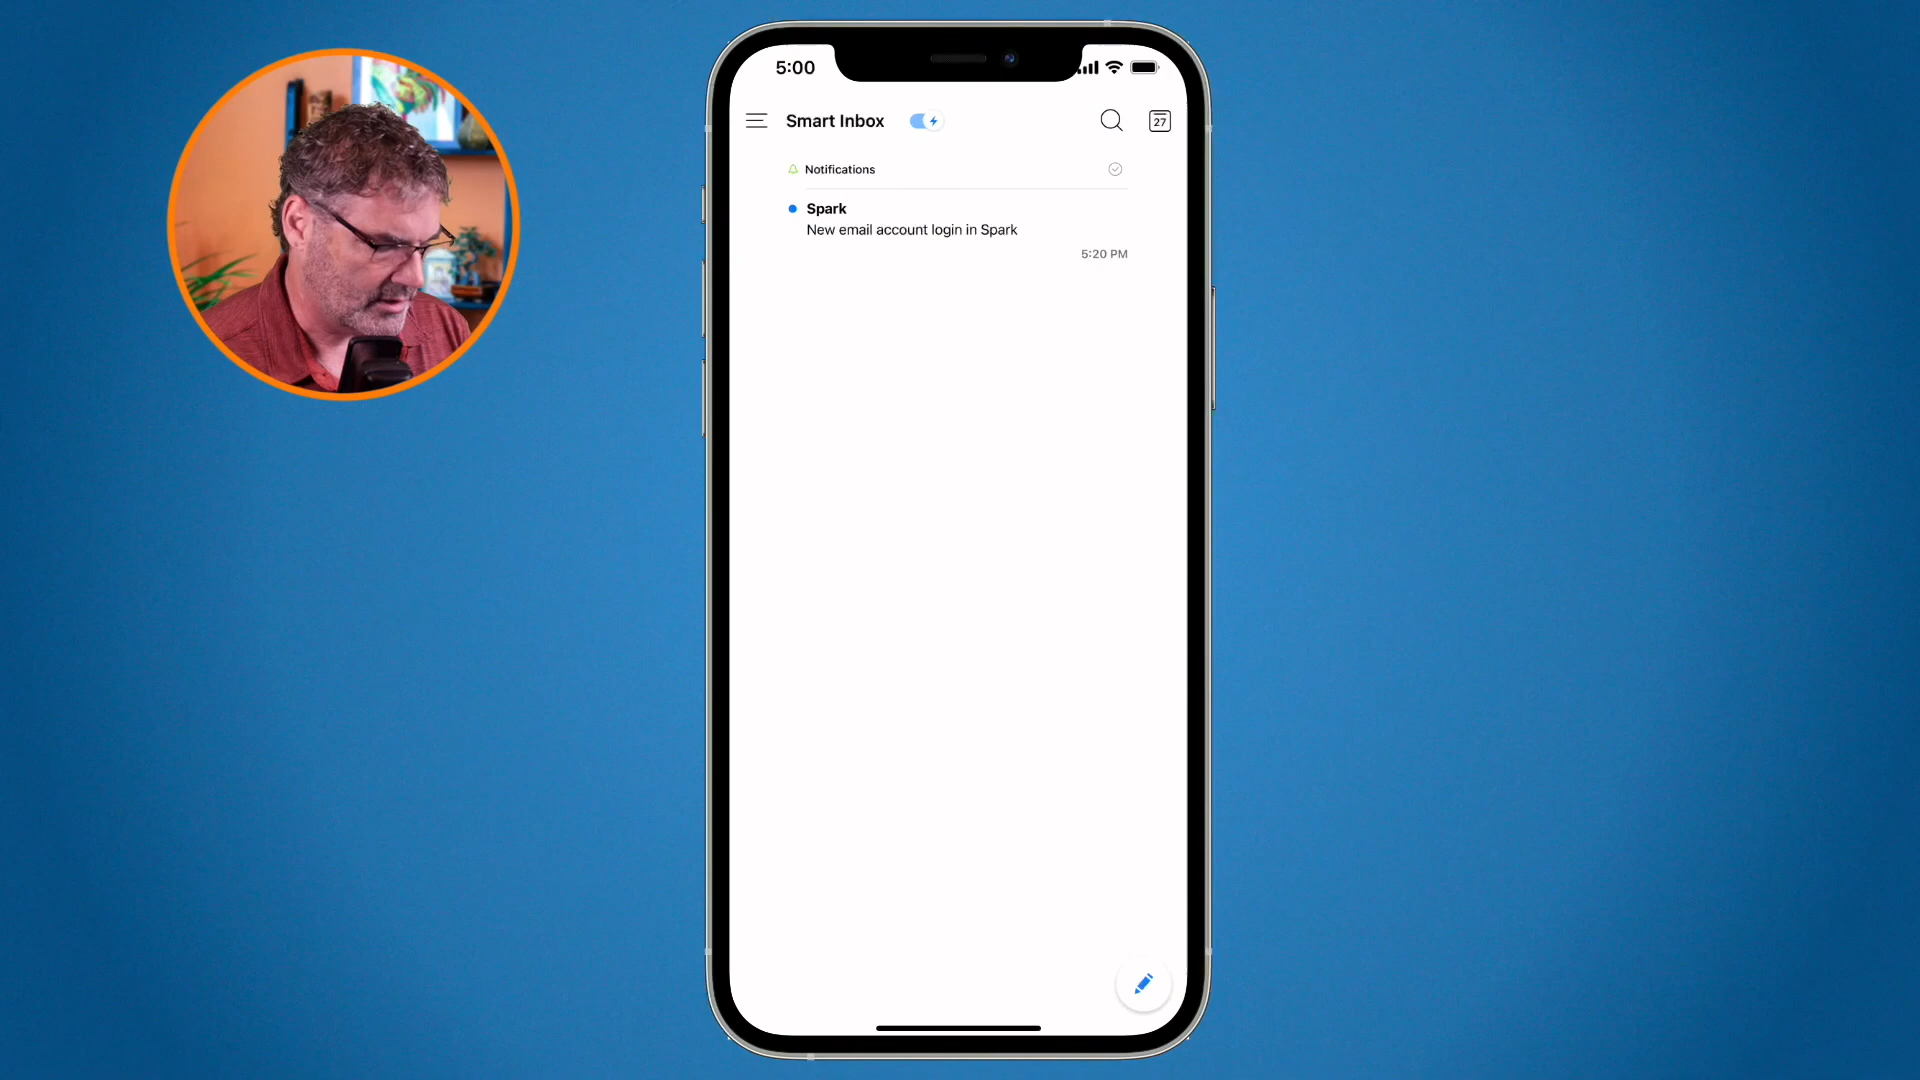 5:00
Smart Inbox
27
Notifications
Spark
New email account login in Spark
5:20 PM